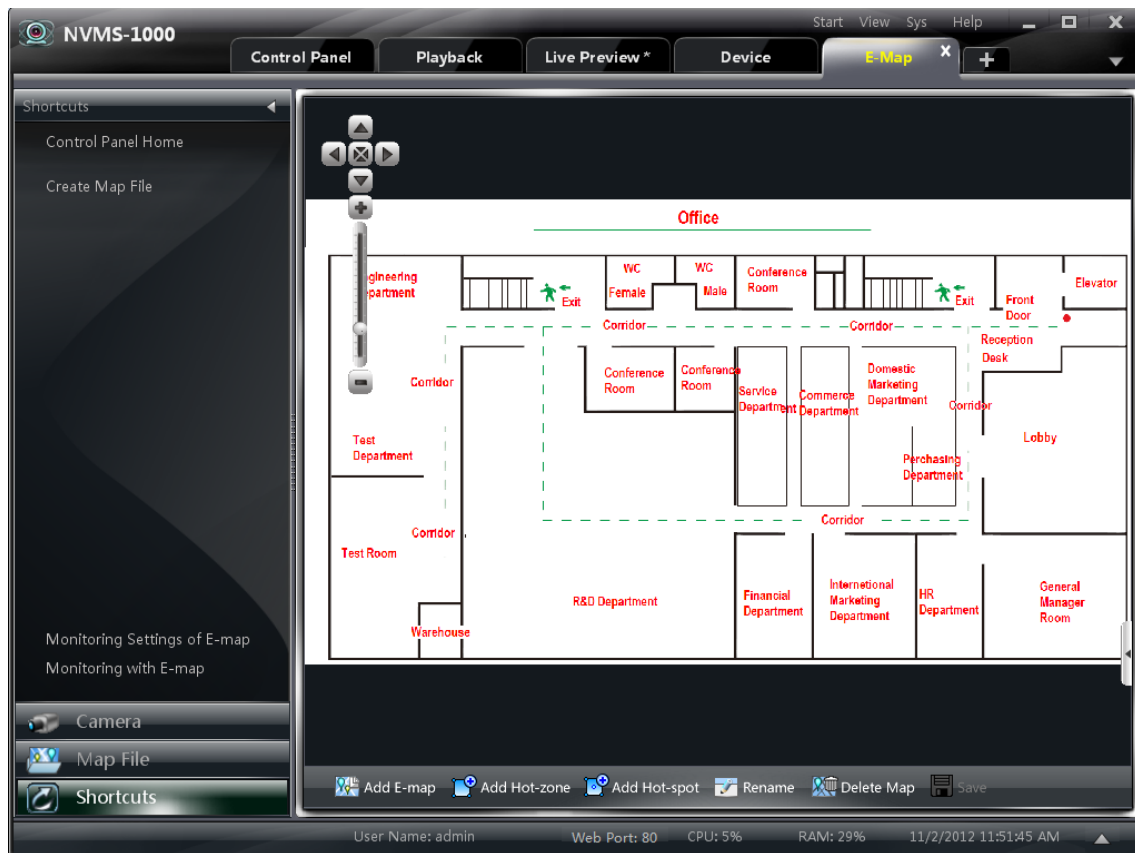 NVMS-1000
Start View Sys Help
Control Panel
Playback
Live Preview *
Device
E-Map
Shortcuts
Control Panel Home
Create Map File
Monitoring Settings of E-map
Monitoring with E-map
Camera
Map File
Shortcuts
Office
ngineering
partment
Exit
WC
Female
WC
Male
Conference
Room
Exit
Front
Door
Elevator
Corridor
Corridor
Reception
Desk
Corridor
Conference
Room
Conference
Room
Service
Department
Commerce
Department
Domestic
Marketing
Department
Corridor
Lobby
Test
Department
Perchasing
Department
Corridor
Corridor
Test Room
R&D Department
Warehouse
Financial
Department
Internetional
Marketing
Department
HR
Department
General
Manager
Room
Add E-map
Add Hot-zone
Add Hot-spot
Rename
Delete Map
Save
User Name: admin
Web Port: 80
CPU: 5%
RAM: 29%
11/2/2012 11:51:45 AM